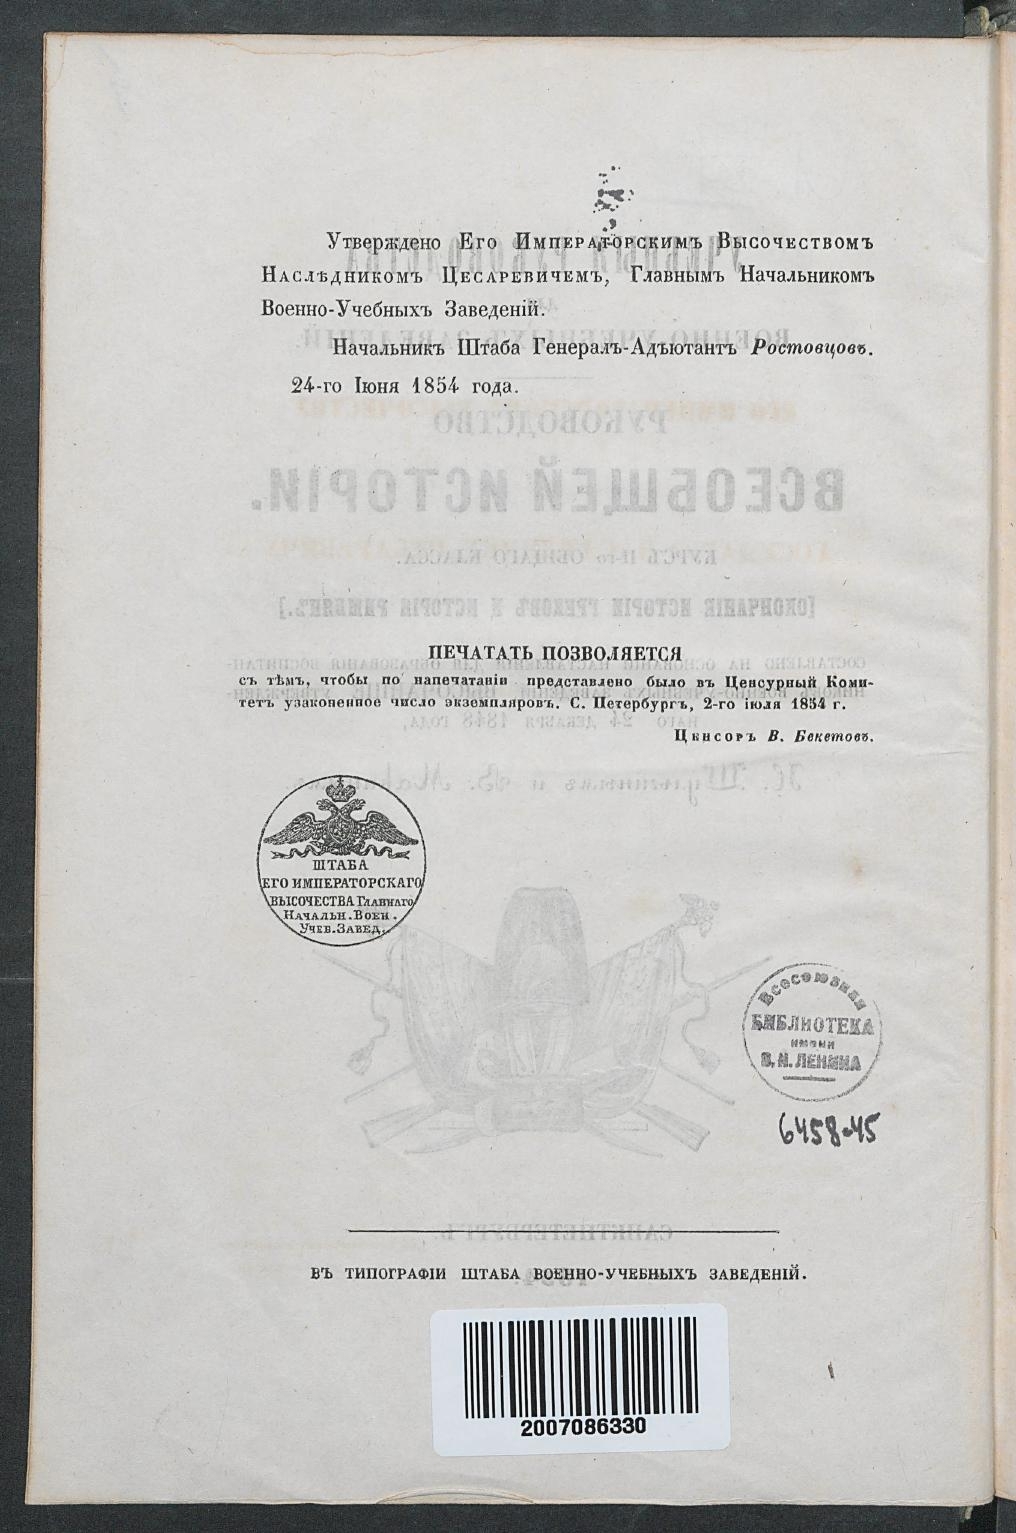 Утверждено Его Императорскимъ Высочествомъ
Наслѣдникомъ Цесаревичемъ, Главнымъ Начальникомъ
Военно-Учебныхъ Заведеній.
Начальникъ Штаба Генералъ-Адъютантъ Ростовцовъ.
24-го Іюня 1854 года.
ПЕЧАТАТЬ ПОЗВОЛЯЕТСЯ
съ тѣмъ, чтобы по напечатаніи представлено было въ Ценсурный Коми-
тетъ узаконенное число экземпляровъ. С. Петербургъ, 2-го іюля 1854 г.
Ценсоръ В. Бекетовъ.
ШТАБА
ЕГО ИМПЕРАТОРСКАГО
ВЫСОЧЕСТВА Главнаго
Начальн. Воен.
Учеб. Завед.
Всесоюзная
БИБЛИОТЕКА
имени
В. И. ЛЕНИНА
6458-45
ВЪ ТИПОГРАФІИ ШТАБА ВОЕННО-УЧЕБНЫХЪ ЗАВЕДЕНІЙ.
2007086330